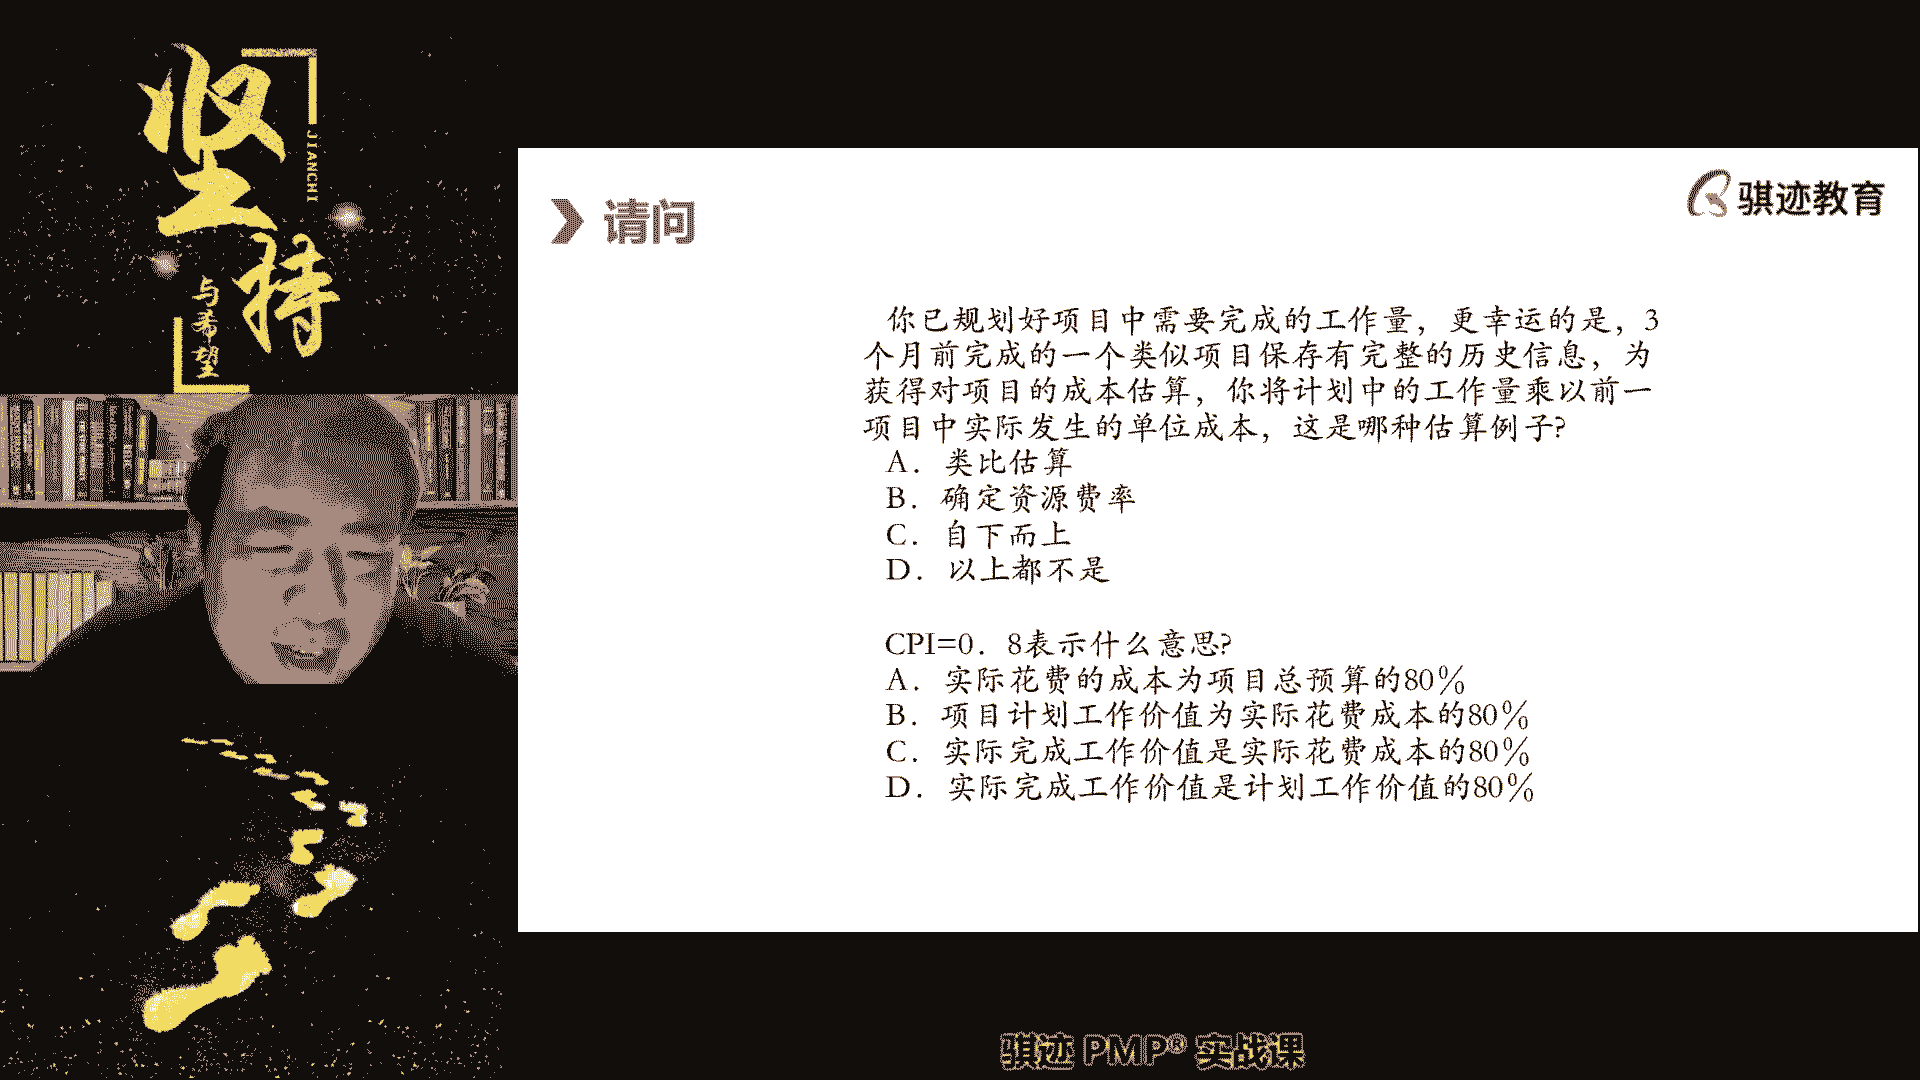 坚持
JIANCHI
与希望
骐迹教育
请问
你已规划好项目中需要完成的工作量，更幸运的是，3
个月前完成的一个类似项目保存有完整的历史信息，为
获得对项目的成本估算，你将计划中的工作量乘以前一
项目中实际发生的单位成本，这是哪种估算例子?
A．类比估算
B．确定资源费率
C．自下而上
D．以上都不是
CPI=0．8表示什么意思?
A．实际花费的成本为项目总预算的80%
B．项目计划工作价值为实际花费成本的80%
C．实际完成工作价值是实际花费成本的80%
D．实际完成工作价值是计划工作价值的80%
骐迹 PMP® 实战课